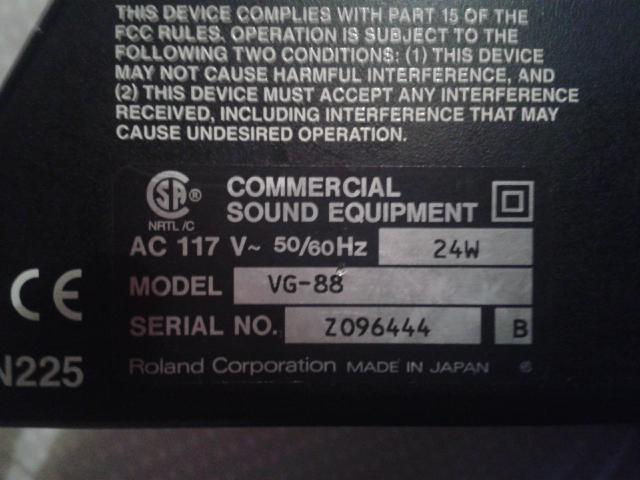 THIS DEVICE COMPLIES WITH PART 15 OF THE
FCC RULES. OPERATION IS SUBJECT TO THE
FOLLOWING TWO CONDITIONS: (1) THIS DEVICE
MAY NOT CAUSE HARMFUL INTERFERENCE, AND
(2) THIS DEVICE MUST ACCEPT ANY INTERFERENCE
RECEIVED, INCLUDING INTERFERENCE THAT MAY
CAUSE UNDESIRED OPERATION.
SA ®
NRTL /C
COMMERCIAL
SOUND EQUIPMENT
AC 117 V~ 50/60Hz 24W
MODEL VG-88
SERIAL NO. Z096444 B
CE
N225
Roland Corporation MADE IN JAPAN